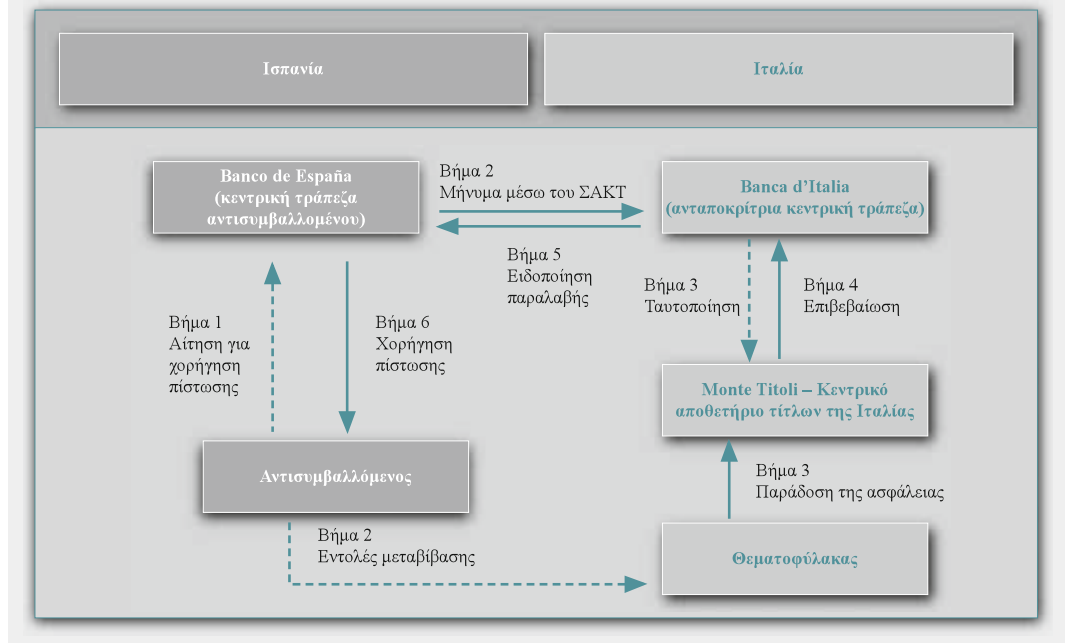 Ισπανία
Ιταλία
Banco de España
(κεντρική τράπεζα
αντισυμβαλλομένου)
Βήμα 2
Μήνυμα μέσω του ΣΑΚΤ
Banca d’Italia
(ανταποκρίτρια κεντρική τράπεζα)
Βήμα 5
Ειδοποίηση
παραλαβής
Βήμα 3
Ταυτοποίηση
Βήμα 4
Επιβεβαίωση
Βήμα 1
Αίτηση για
χορήγηση
πίστωσης
Βήμα 6
Χορήγηση
πίστωσης
Monte Titoli – Κεντρικό
αποθετήριο τίτλων της Ιταλίας
Αντισυμβαλλόμενος
Βήμα 3
Παράδοση της ασφάλειας
Βήμα 2
Εντολές μεταβίβασης
Θεματοφύλακας